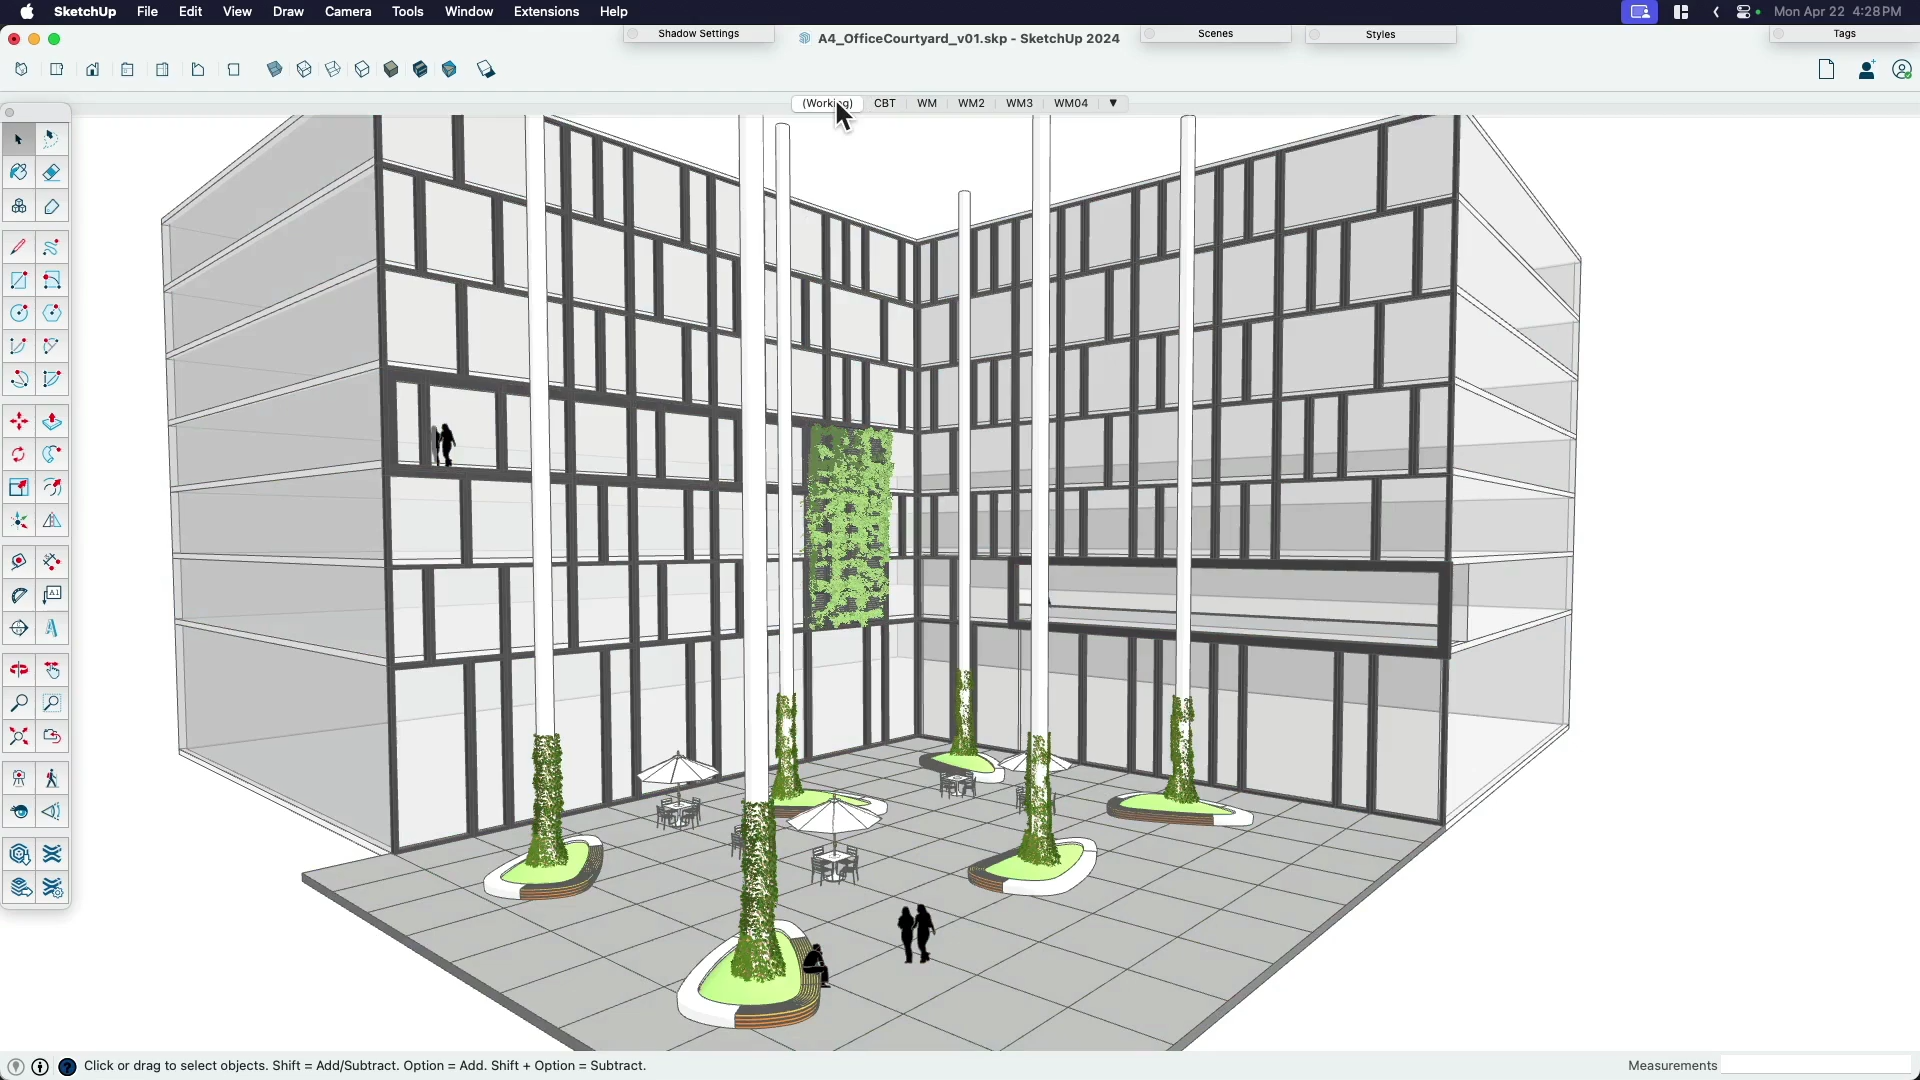 SketchUp File Edit View Draw Camera Tools Window Extensions Help
Mon Apr 22 4:28PM
Shadow Settings
A4_OfficeCourtyard_v01.skp - SketchUp 2024
Scenes
Styles
Tags
(Working) CBT WM WM2 WM3 WM04
A1
Click or drag to select objects. Shift = Add/Subtract. Option = Add. Shift + Option = Subtract.
Measurements